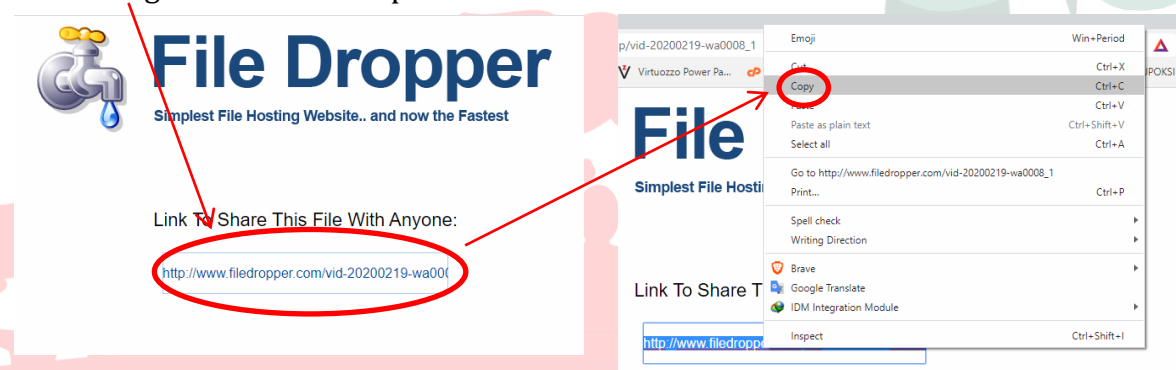 File Dropper
Simplest File Hosting Website.. and now the Fastest
Link To Share This File With Anyone:
http://www.filedropper.com/vid-20200219-wa000
p/vid-20200219-wa0008_1
Virtuozzo Power Pa...
cP
POKSI
File
Simplest File Hosti
Link To Share T
http://www.filedroppe
Emoji Win+Period
Cut Ctrl+X
Copy Ctrl+C
Paste Ctrl+V
Paste as plain text Ctrl+Shift+V
Select all Ctrl+A
Go to http://www.filedropper.com/vid-20200219-wa0008_1
Print... Ctrl+P
Spell check
Writing Direction
Brave
Google Translate
IDM Integration Module
Inspect Ctrl+Shift+I